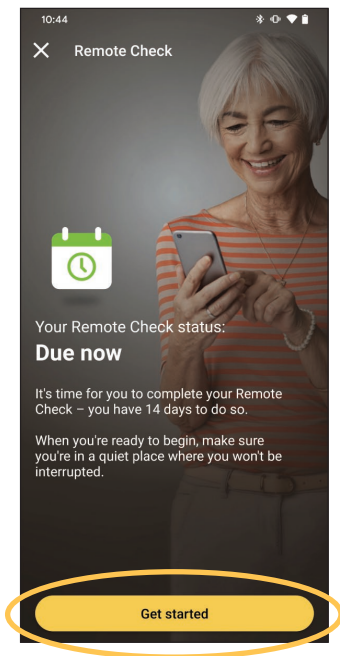 10:44
Remote Check
Your Remote Check status:
Due now
It's time for you to complete your Remote
Check – you have 14 days to do so.
When you're ready to begin, make sure
you're in a quiet place where you won't be
interrupted.
Get started